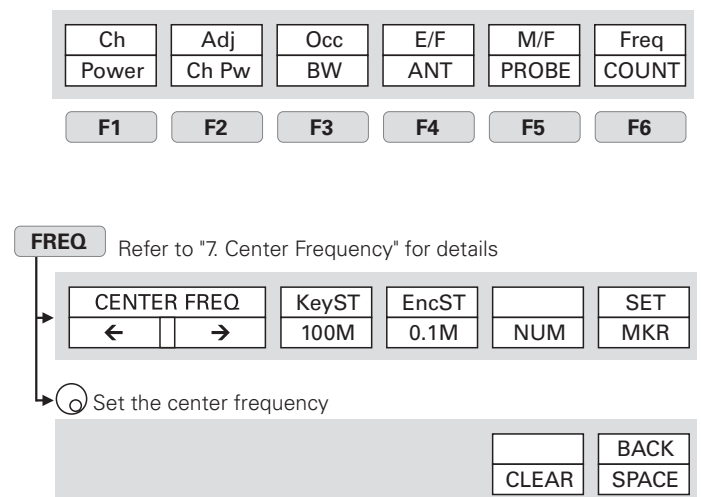 Ch Adj Occ E/F M/F Freq
Power Ch Pw BW ANT PROBE COUNT
F1 F2 F3 F4 F5 F6
FREQ Refer to "7. Center Frequency" for details
CENTER FREQ KeyST EncST SET
← → 100M 0.1M NUM MKR
Set the center frequency
BACK
CLEAR SPACE